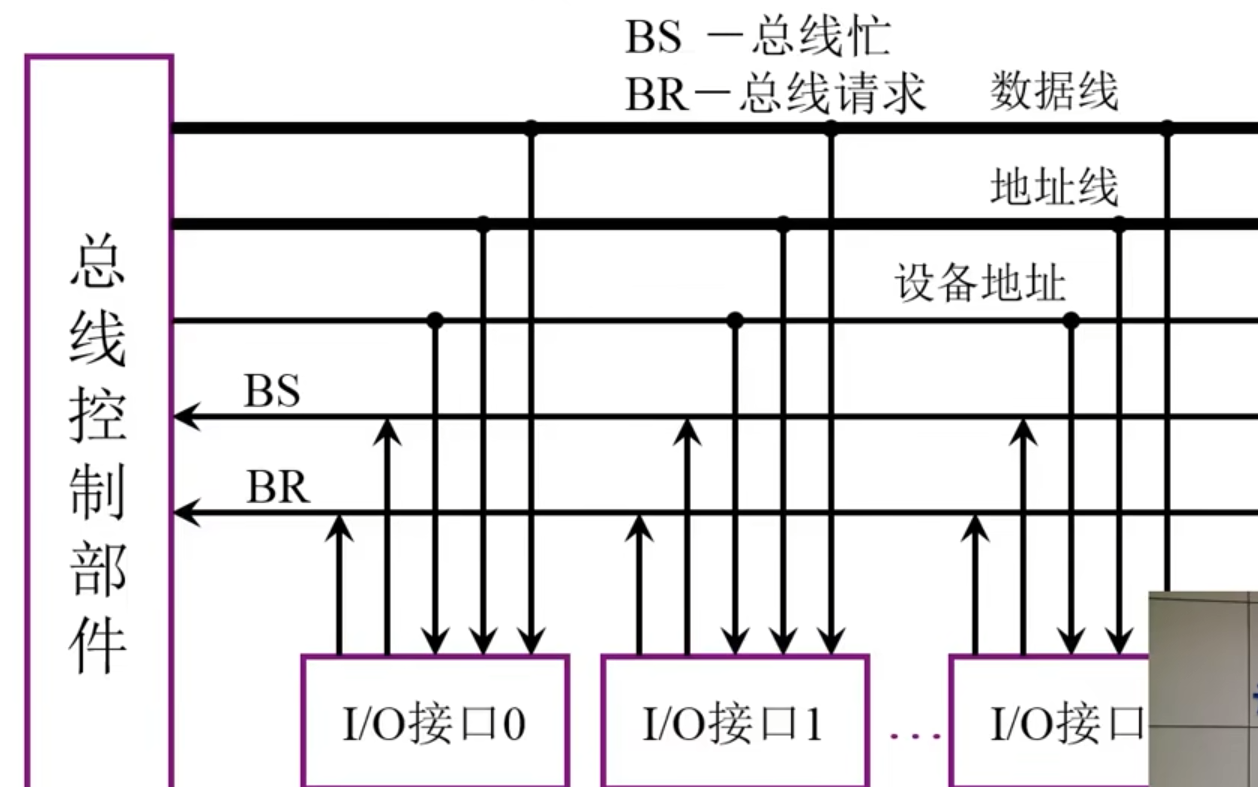 BS －总线忙
BR－总线请求
数据线
地址线
设备地址
BS
BR
总线控制部件
I/O接口0
I/O接口1
...
I/O接口